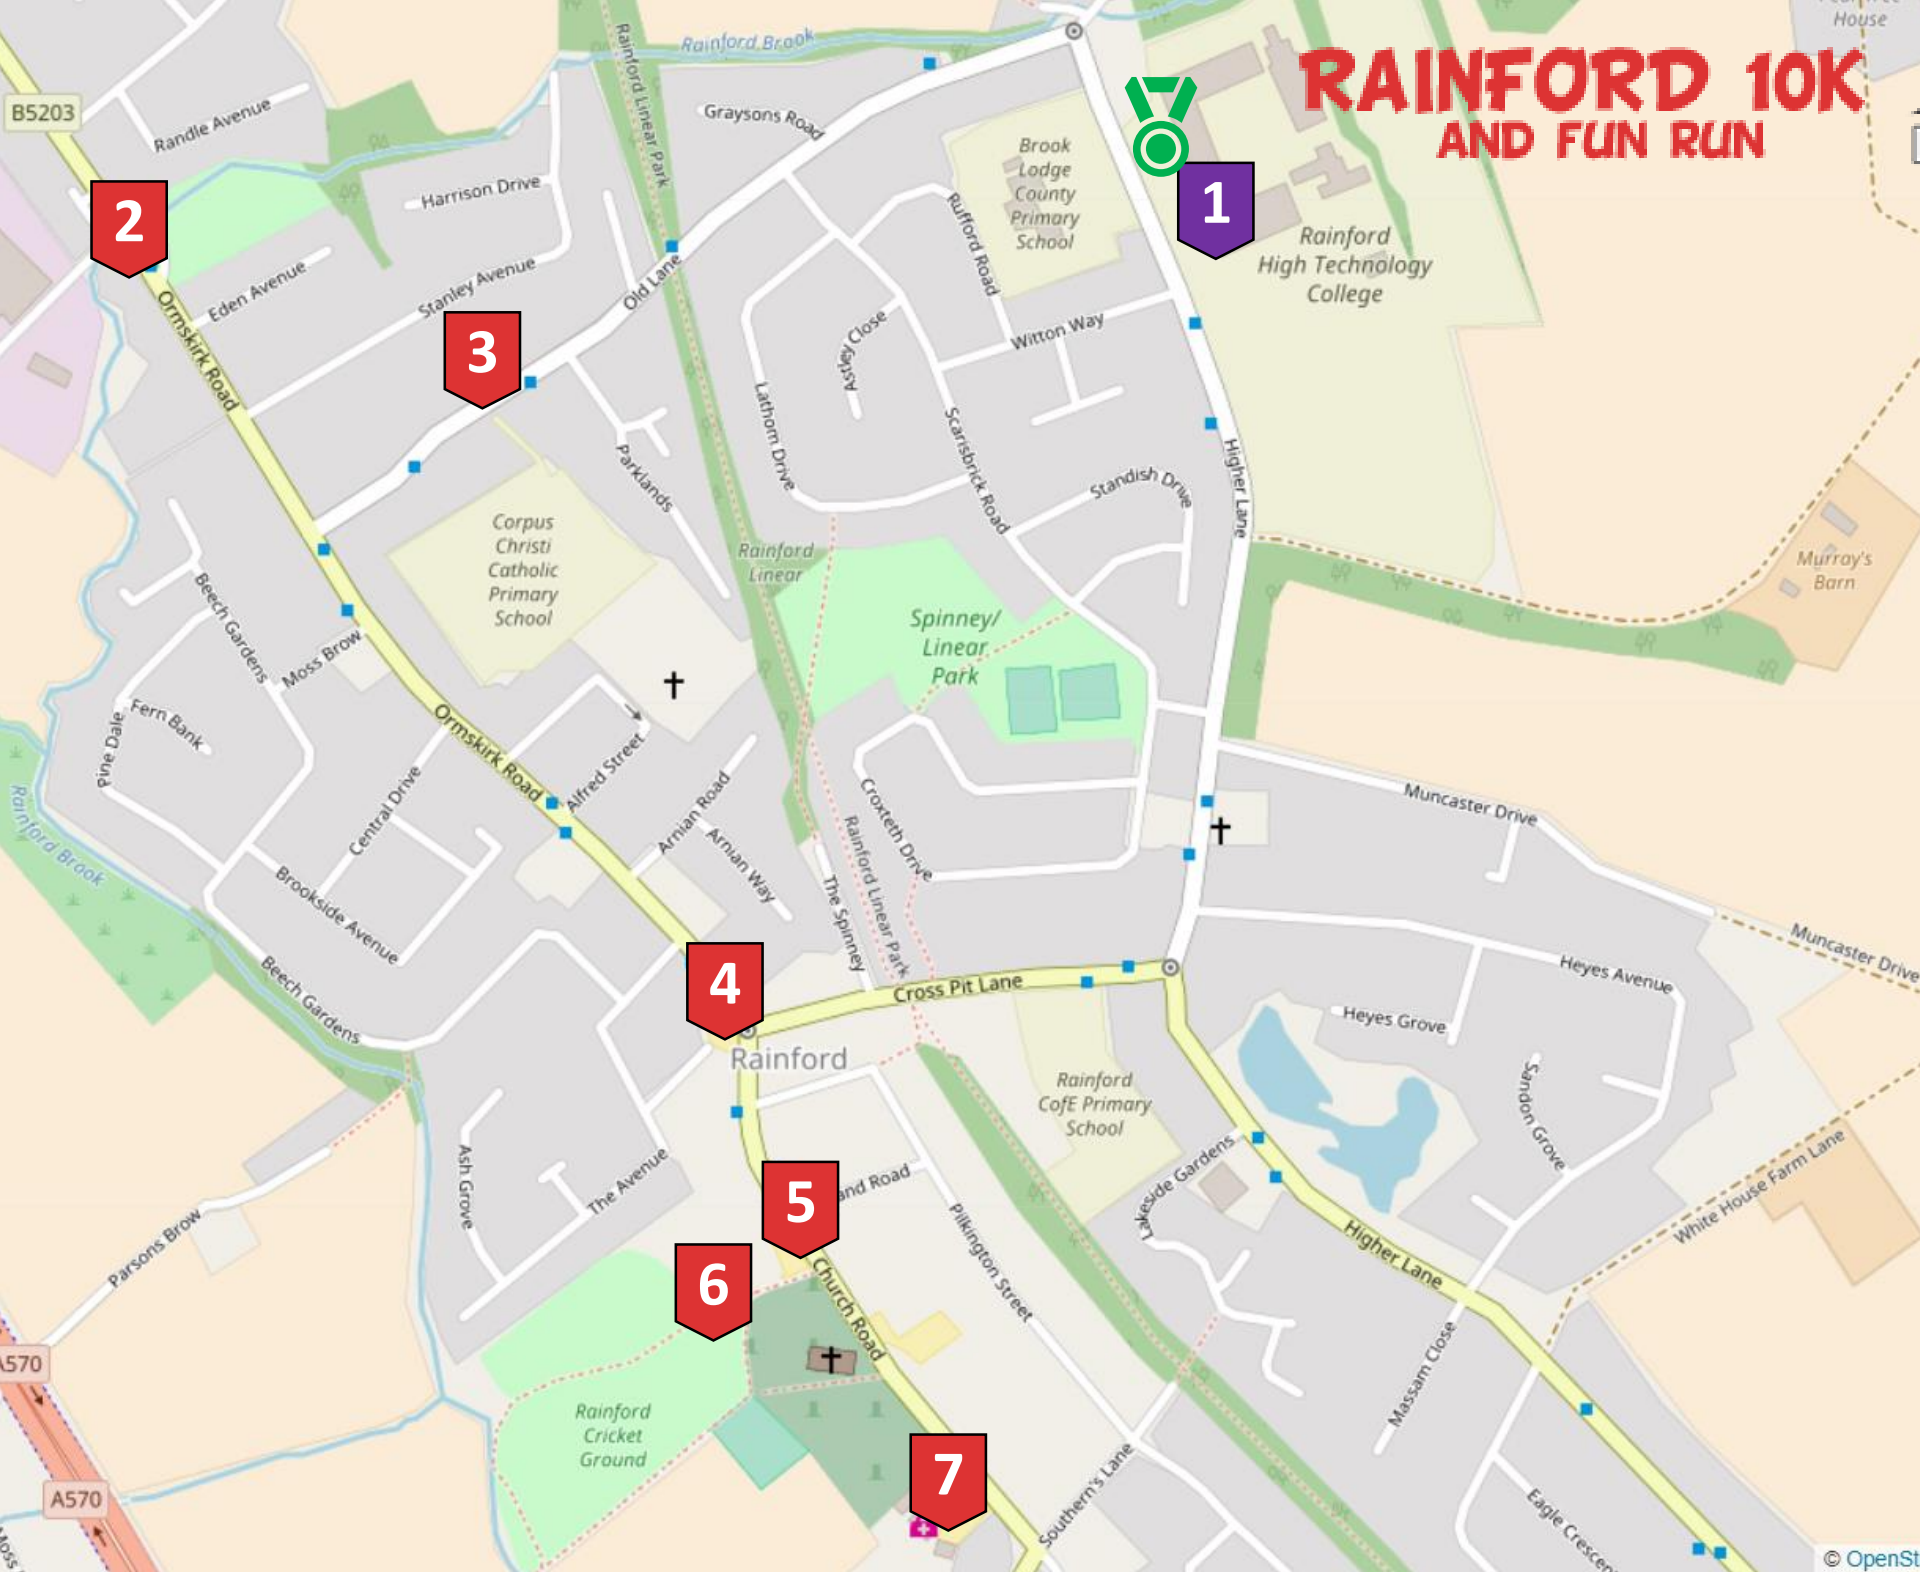 RAINFORD 10K
AND FUN RUN
House
Rainford Brook
Rainford Linear Park
B5203
Randle Avenue
Graysons Road
Brook
Lodge
County
Primary
School
1
2
Harrison Drive
Rufford Road
Rainford
High Technology
College
Eden Avenue
Stanley Avenue
Old Lane
Ormskirk Road
3
Astley Close
Witton Way
Lathom Drive
Scarisbrick Road
Parklands
Standish Drive
Higher Lane
Corpus
Christi
Catholic
Primary
School
Rainford
Linear
Murray's
Barn
Beech Gardens
Moss Brow
Spinney/
Linear
Park
Fern Bank
Pine Dale
Ormskirk Road
Alfred Street
Central Drive
Arnian Road
Arnian Way
Croxteth Drive
Rainford Linear Park
The Spinney
Muncaster Drive
Rainford Brook
Brookside Avenue
Beech Gardens
4
Cross Pit Lane
Muncaster Drive
Heyes Avenue
Heyes Grove
Rainford
Rainford
CofE Primary
School
Sandon Grove
Ash Grove
The Avenue
Lakeside Gardens
White House Farm Lane
5
and Road
Pilkington Street
Parsons Brow
Higher Lane
6
Church Road
Massam Close
A570
Rainford
Cricket
Ground
7
Southern's Lane
A570
Moss
Eagle Crescen
© OpenSt